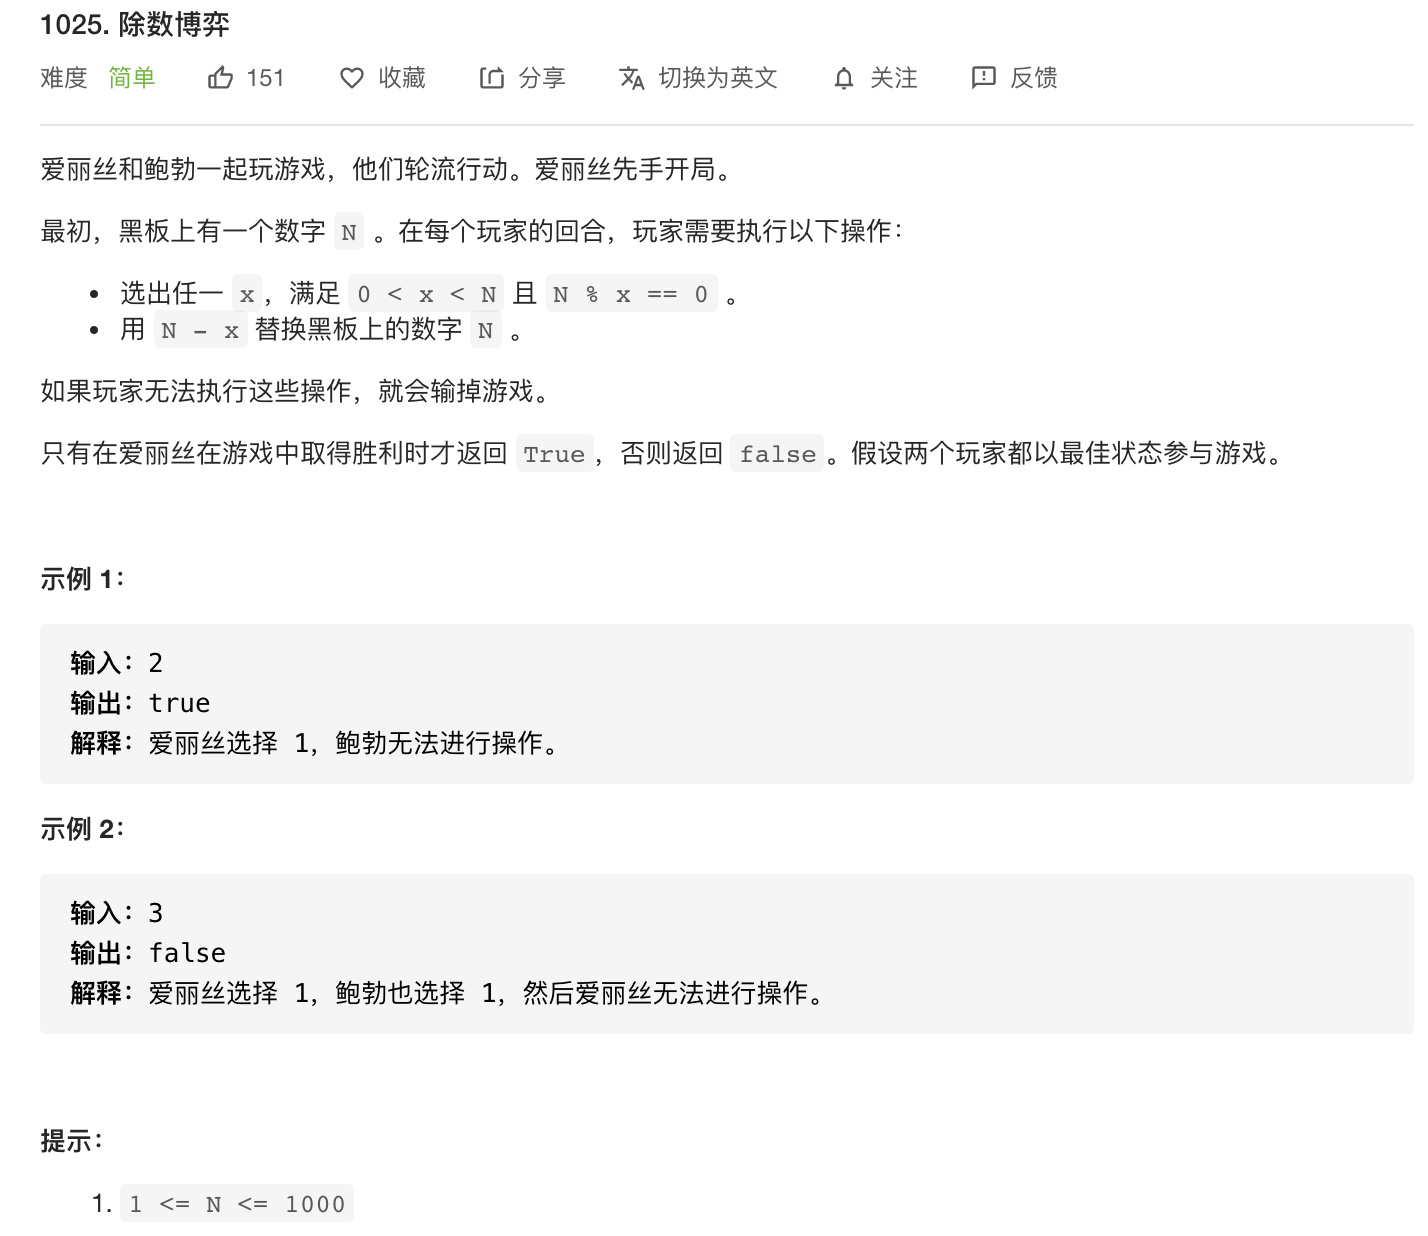 1025. 除数博弈
难度 简单 151 收藏 分享 切换为英文 关注 反馈
爱丽丝和鲍勃一起玩游戏，他们轮流行动。爱丽丝先手开局。
最初，黑板上有一个数字 N 。在每个玩家的回合，玩家需要执行以下操作：
• 选出任一 x，满足 0 < x < N 且 N % x == 0 。
• 用 N - x 替换黑板上的数字 N 。
如果玩家无法执行这些操作，就会输掉游戏。
只有在爱丽丝在游戏中取得胜利时才返回 True，否则返回 false。假设两个玩家都以最佳状态参与游戏。
示例 1：
输入：2
输出：true
解释：爱丽丝选择 1，鲍勃无法进行操作。
示例 2：
输入：3
输出：false
解释：爱丽丝选择 1，鲍勃也选择 1，然后爱丽丝无法进行操作。
提示：
1. 1 <= N <= 1000